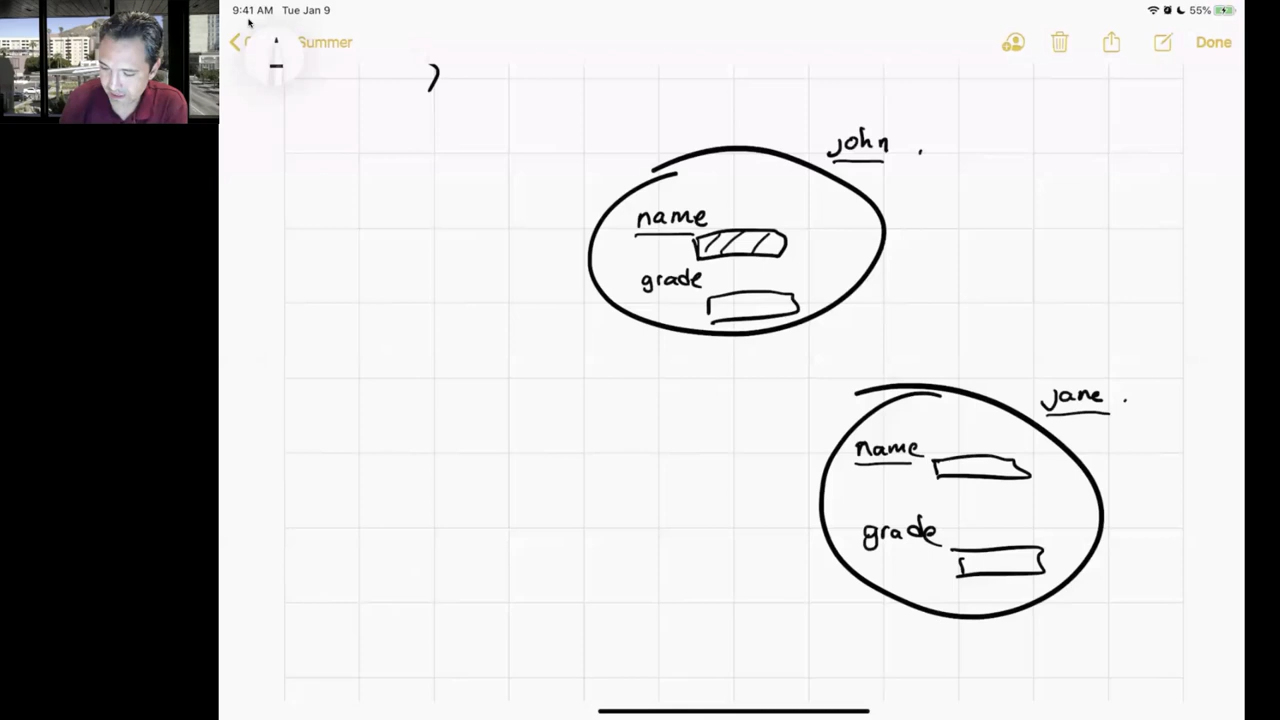 9:41 AM Tue Jan 9
55%
Summer
Done
)
john .
name
grade
jane .
name
grade